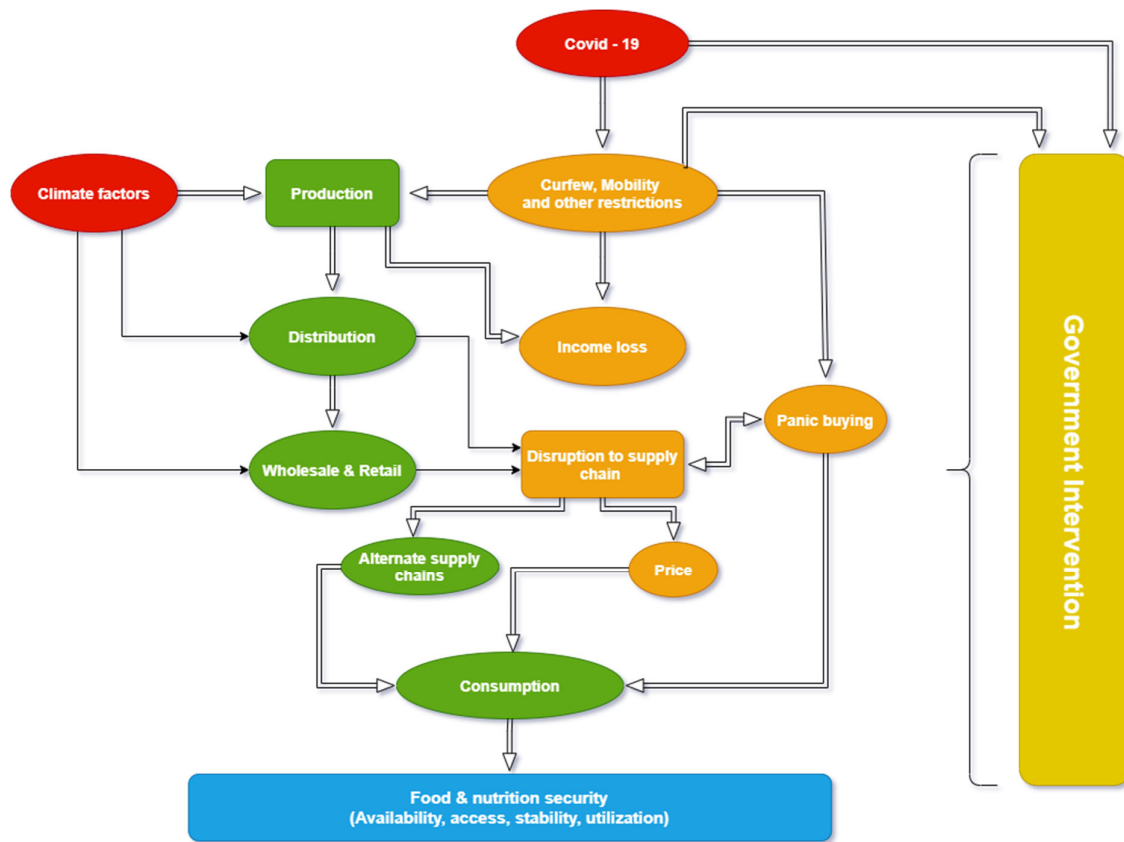 Covid - 19
Climate factors
Production
Curfew, Mobility
and other restrictions
Distribution
Income loss
Panic buying
Wholesale & Retail
Disruption to supply
chain
Alternate supply
chains
Price
Consumption
Food & nutrition security
(Availability, access, stability, utilization)
Government Intervention